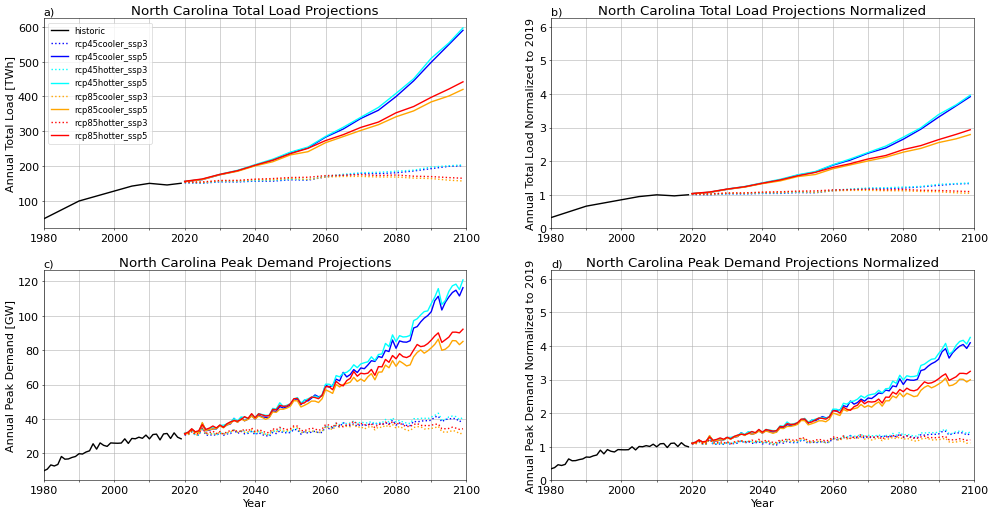 a)
North Carolina Total Load Projections
Annual Total Load [TWh]
600
500
400
300
200
100
1980
2000
2020
2040
2060
2080
2100
historic
rcp45cooler_ssp3
rcp45cooler_ssp5
rcp45hotter_ssp3
rcp45hotter_ssp5
rcp85cooler_ssp3
rcp85cooler_ssp5
rcp85hotter_ssp3
rcp85hotter_ssp5
b)
North Carolina Total Load Projections Normalized
Annual Total Load Normalized to 2019
6
5
4
3
2
1
0
1980
2000
2020
2040
2060
2080
2100
c)
North Carolina Peak Demand Projections
Annual Peak Demand [GW]
120
100
80
60
40
20
1980
2000
2020
2040
2060
2080
2100
Year
d)
North Carolina Peak Demand Projections Normalized
Annual Peak Demand Normalized to 2019
6
5
4
3
2
1
0
1980
2000
2020
2040
2060
2080
2100
Year